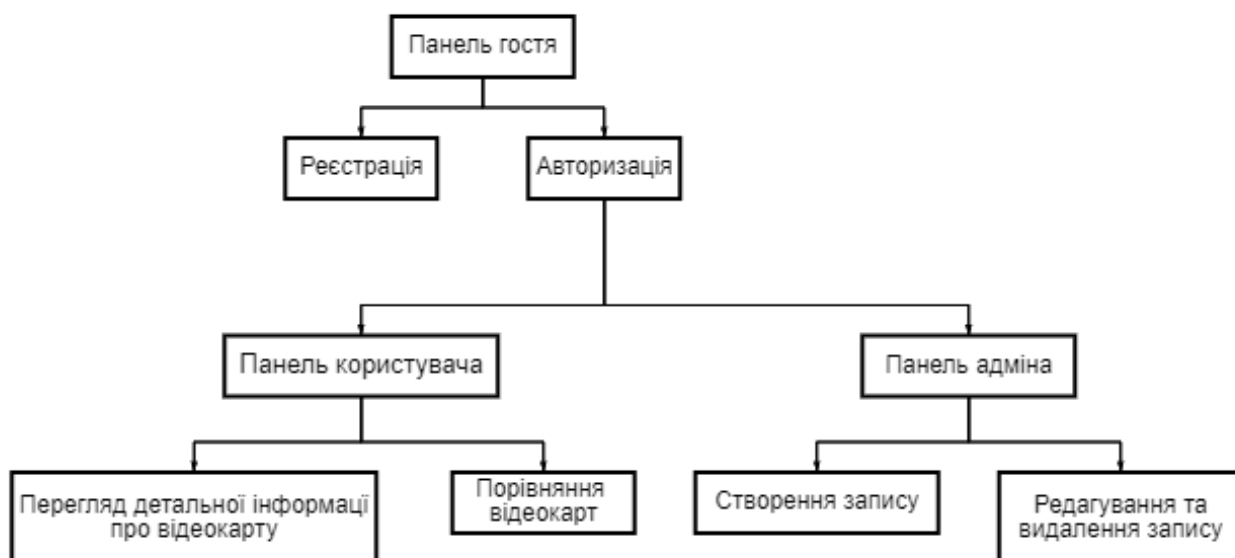 Панель гостя
Реєстрація
Авторизація
Панель користувача
Панель адміна
Перегляд детальної інформаці
про відеокарту
Порівняння
відеокарт
Створення запису
Редагування та
видалення запису